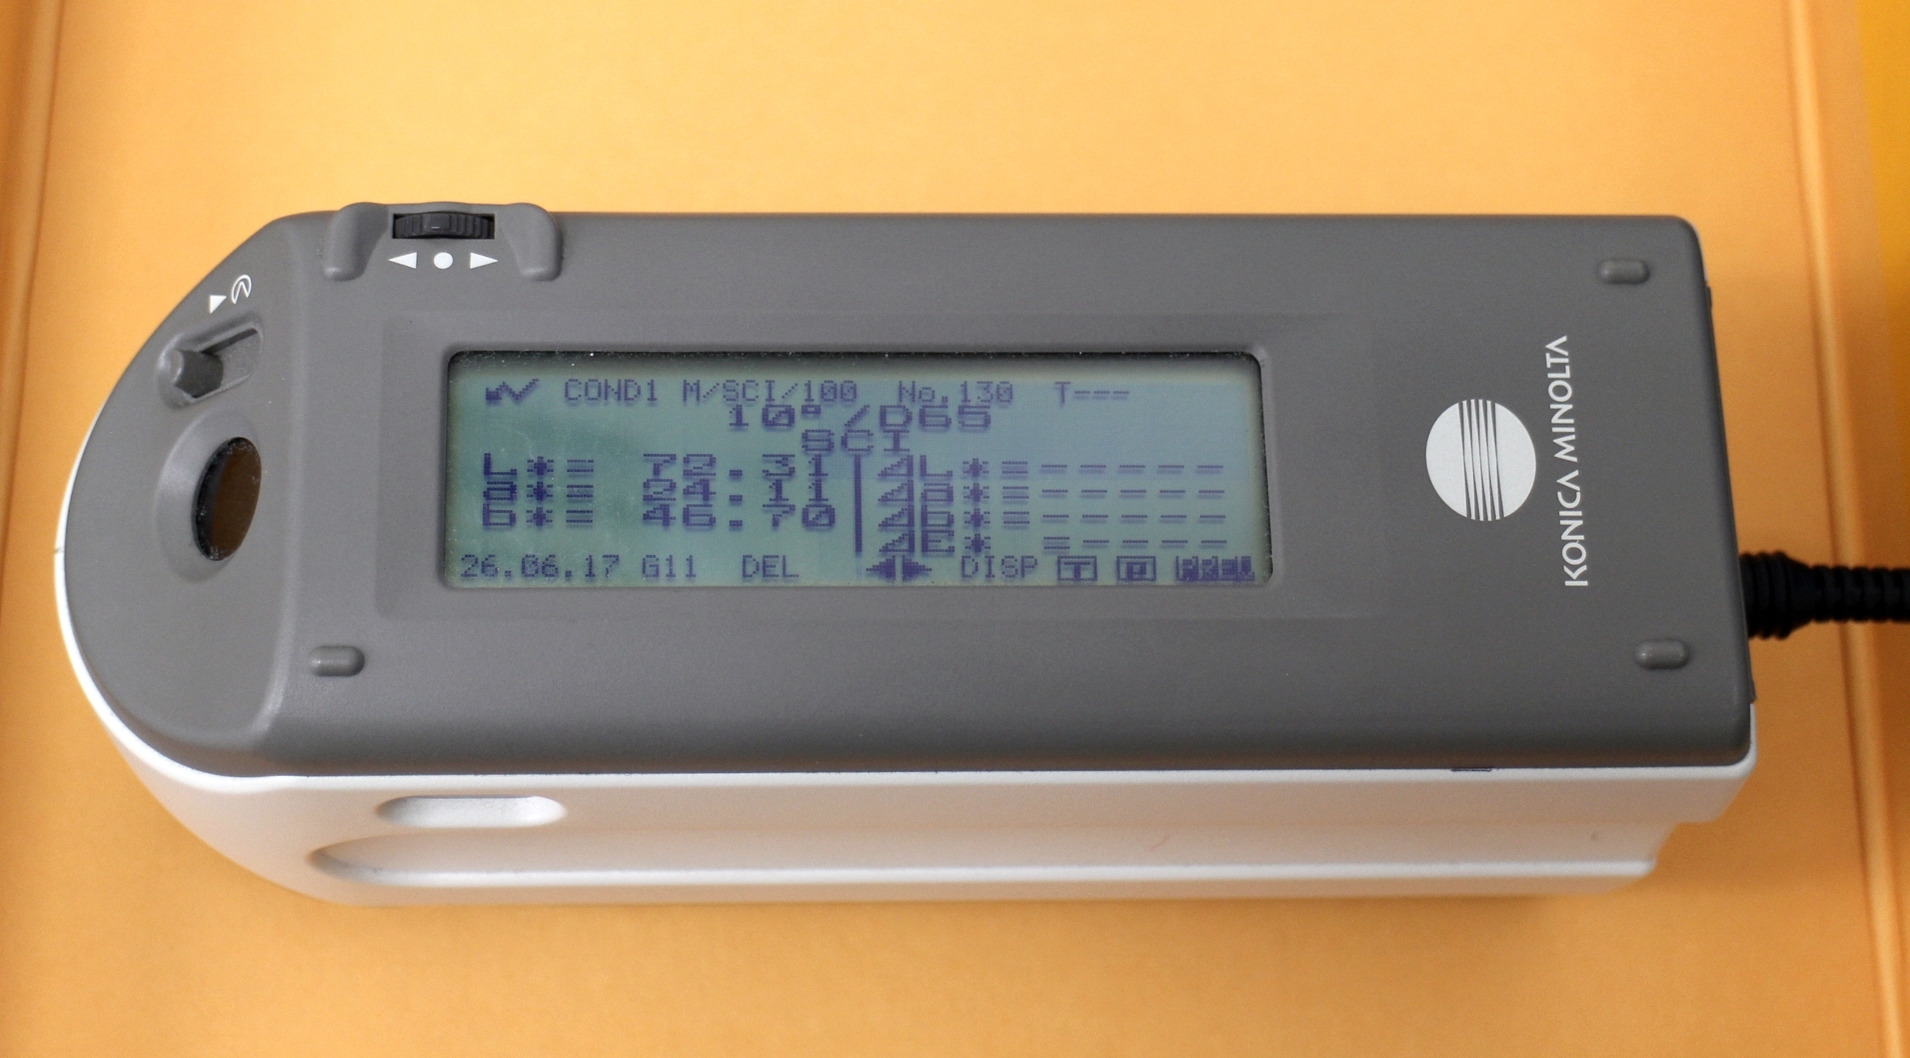 COND1 M/SCI/100 No.130 T---
10°/D65
SCI
L*= 72.31 ΔL*=-----
a*= 24.11 Δa*=-----
b*= 46.70 Δb*=-----
ΔE* =----
26.06.17 G11 DEL ◀|▶ DISP T @ PREV
KONICA MINOLTA